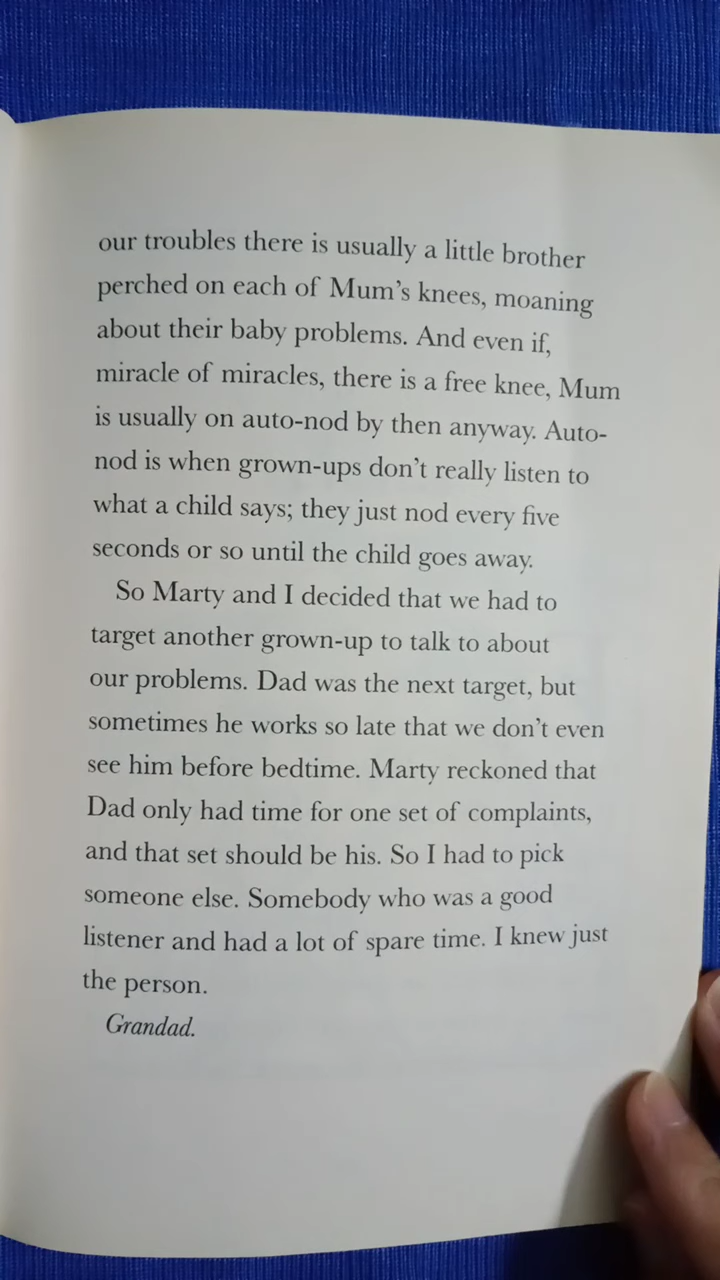 our troubles there is usually a little brother
perched on each of Mum’s knees, moaning
about their baby problems. And even if,
miracle of miracles, there is a free knee, Mum
is usually on auto-nod by then anyway. Auto-
nod is when grown-ups don’t really listen to
what a child says; they just nod every five
seconds or so until the child goes away.
So Marty and I decided that we had to
target another grown-up to talk to about
our problems. Dad was the next target, but
sometimes he works so late that we don’t even
see him before bedtime. Marty reckoned that
Dad only had time for one set of complaints,
and that set should be his. So I had to pick
someone else. Somebody who was a good
listener and had a lot of spare time. I knew just
the person.
Grandad.